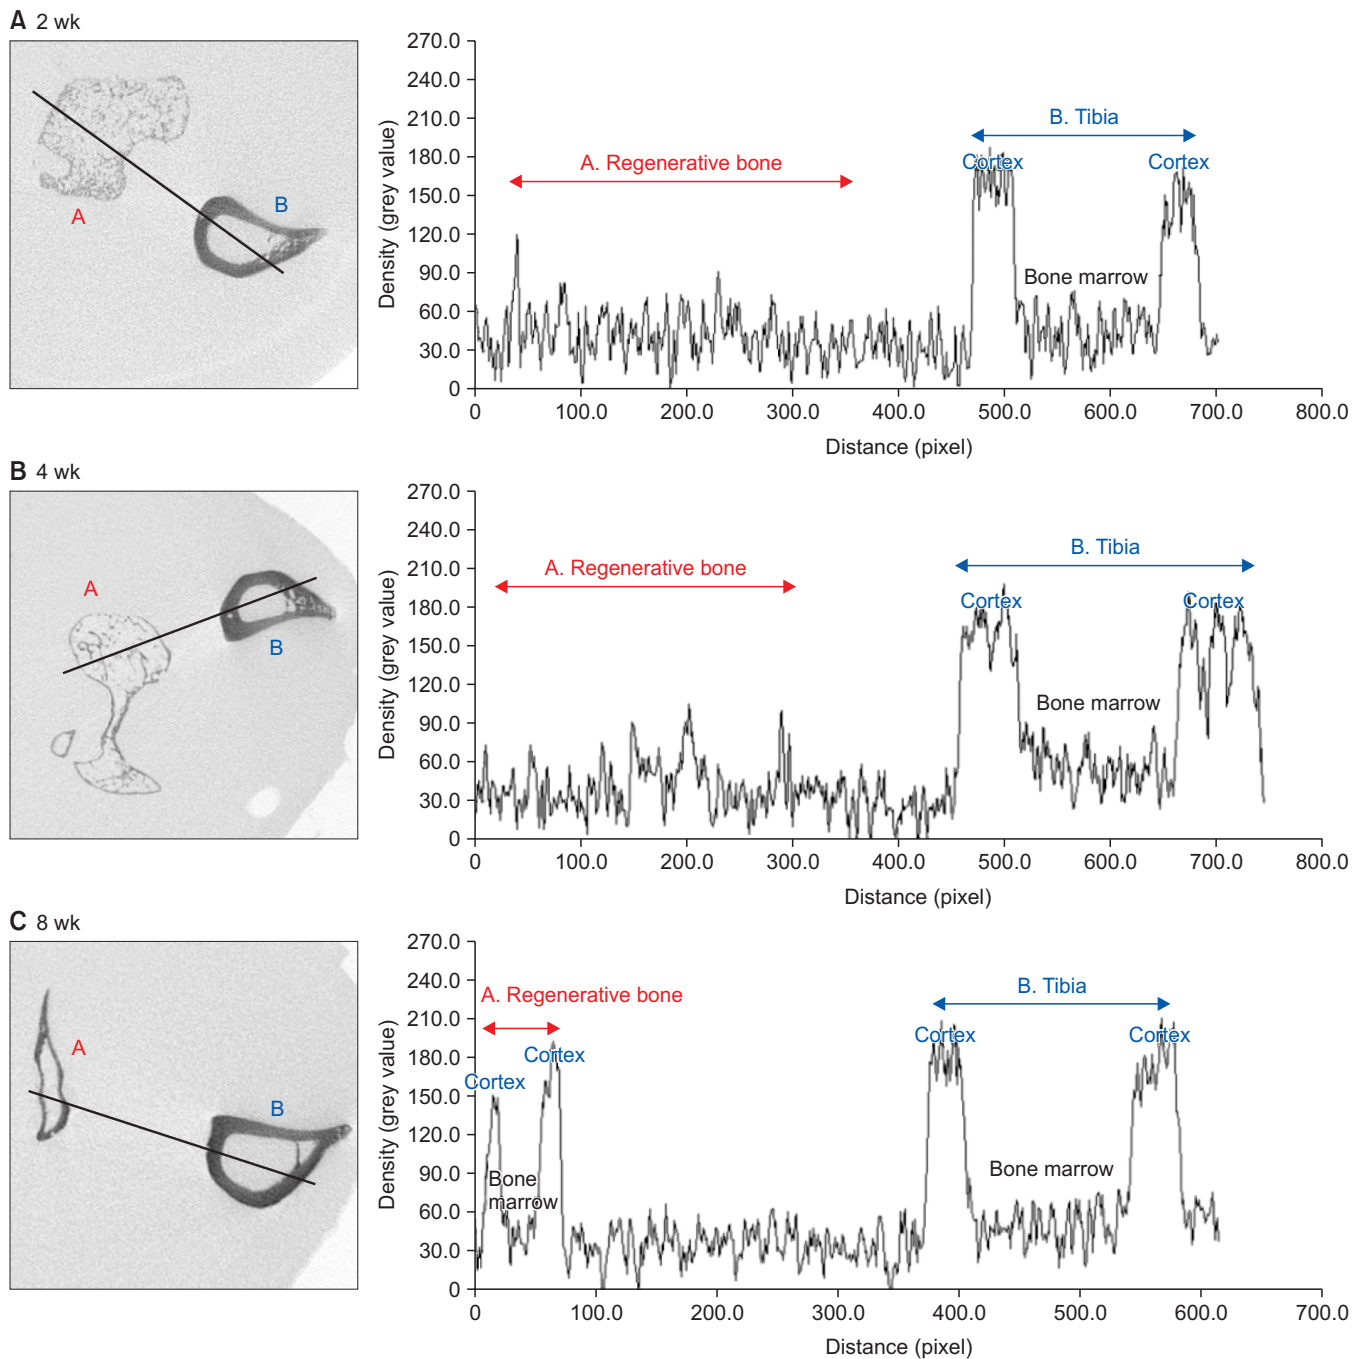 A 2 wk
A
B
Density (grey value)
270.0
240.0
210.0
180.0
150.0
120.0
90.0
60.0
30.0
0
A. Regenerative bone
B. Tibia
Cortex
Cortex
Bone marrow
0 100.0 200.0 300.0 400.0 500.0 600.0 700.0 800.0
Distance (pixel)
B 4 wk
A
B
Density (grey value)
270.0
240.0
210.0
180.0
150.0
120.0
90.0
60.0
30.0
0
A. Regenerative bone
B. Tibia
Cortex
Cortex
Bone marrow
0 100.0 200.0 300.0 400.0 500.0 600.0 700.0 800.0
Distance (pixel)
C 8 wk
A
B
Density (grey value)
270.0
240.0
210.0
180.0
150.0
120.0
90.0
60.0
30.0
0
A. Regenerative bone
Cortex
Cortex
Bone
marrow
B. Tibia
Cortex
Cortex
Bone marrow
0 100.0 200.0 300.0 400.0 500.0 600.0 700.0
Distance (pixel)